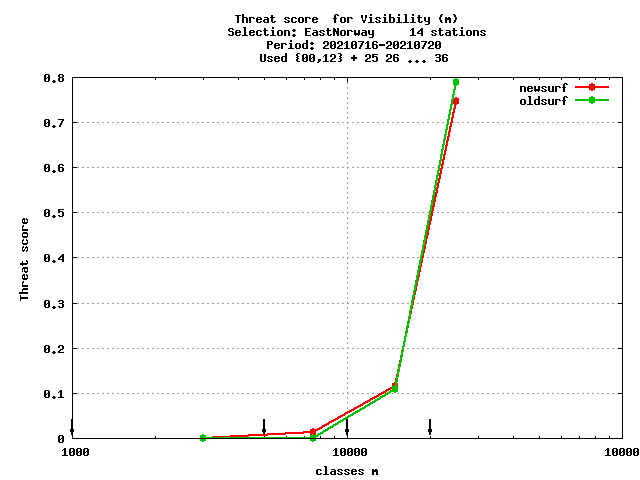 Threat score  for Visibility (m)
Selection: EastNorway     14 stations
Period: 20210716-20210720
Used {00,12} + 25 26 ... 36
newsurf
oldsurf
0.8
0.7
0.6
0.5
0.4
0.3
0.2
0.1
0
Threat score
1000 10000 10000
classes m